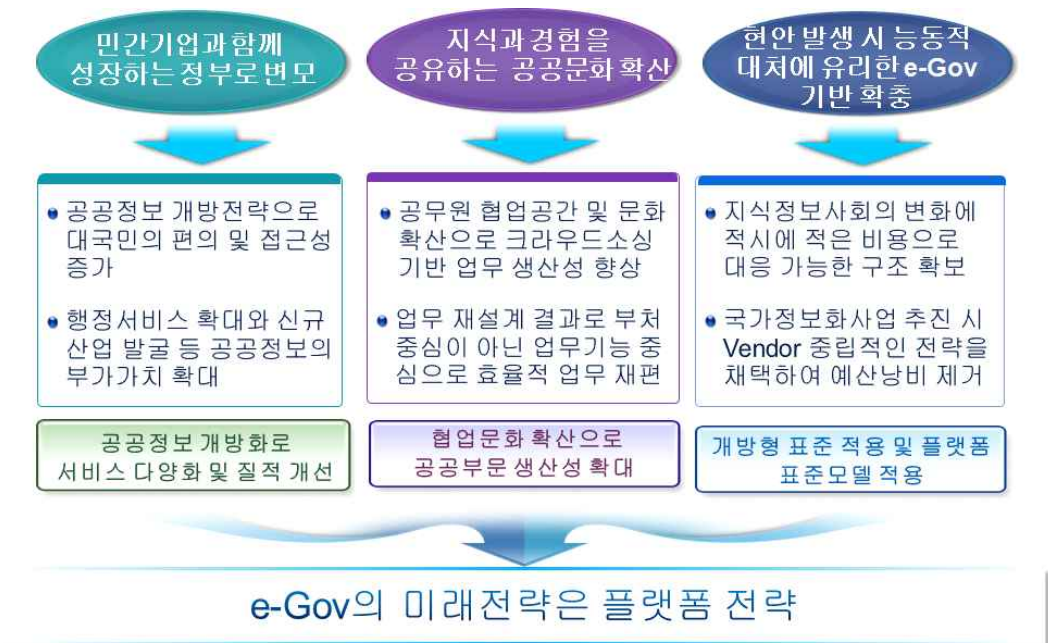 민간기업과 함께
성장하는 정부로 변모
지식과 경험을
공유하는 공공문화 확산
현안 발생 시 능동적
대처에 유리한 e-Gov
기반 확충
공공정보 개방전략으로
대국민의 편의 및 접근성
증가
행정서비스 확대와 신규
산업 발굴 등 공공정보의
부가가치 확대
공무원 협업공간 및 문화
확산으로 크라우드소싱
기반 업무 생산성 향상
업무 재설계 결과로 부처
중심이 아닌 업무기능 중
심으로 효율적 업무 재편
지식정보사회의 변화에
적시에 적은 비용으로
대응 가능한 구조 확보
국가정보화사업 추진 시
Vendor 중립적인 전략을
채택하여 예산낭비 제거
공공정보 개방화로
서비스 다양화 및 질적 개선
협업문화 확산으로
공공부문 생산성 확대
개방형 표준 적용 및 플랫폼
표준모델 적용
e-Gov의 미래전략은 플랫폼 전략